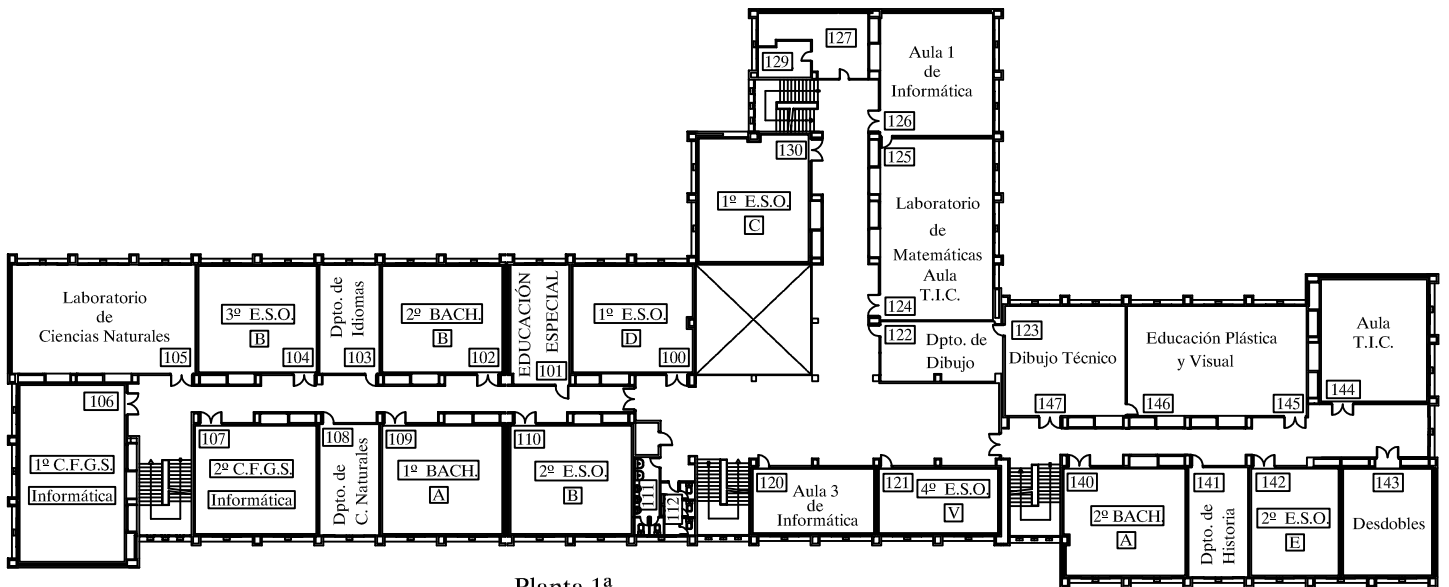 127
129
Aula 1
de
Informática
126
130
125
1º E.S.O.
C
Laboratorio
de
Matemáticas
Aula
T.I.C.
124
Laboratorio
de
Ciencias Naturales
105
3º E.S.O.
B
104
Dpto. de
Idiomas
103
2º BACH.
B
102
EDUCACIÓN
ESPECIAL
101
1º E.S.O.
D
100
122
Dpto. de
Dibujo
123
Dibujo Técnico
147
Educación Plástica
y Visual
146
145
Aula
T.I.C.
144
106
1º C.F.G.S.
Informática
107
2º C.F.G.S.
Informática
108
Dpto. de
C. Naturales
109
1º BACH.
A
110
2º E.S.O.
B
111
112
120
Aula 3
de
Informática
121
4º E.S.O.
V
140
2º BACH.
A
141
Dpto. de
Historia
142
2º E.S.O.
E
143
Desdobles
Planta 1ª